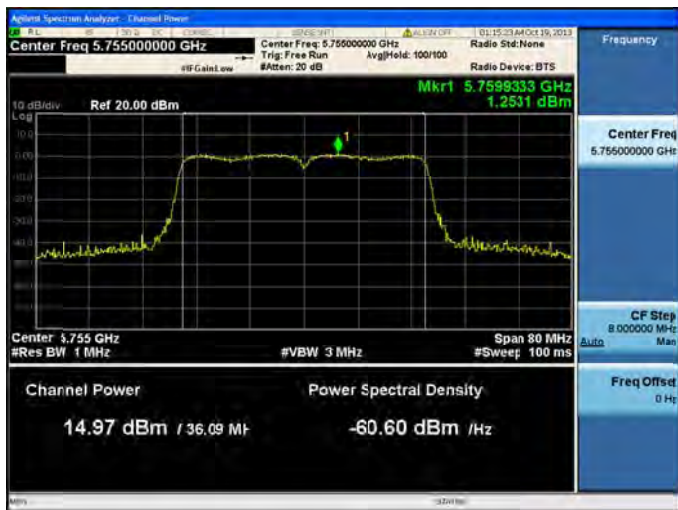 Agilent Spectrum Analyzer - Channel Power
RL
01:15:23 AM Oct 19, 2013
Center Freq 5.755000000 GHz
Center Freq: 5.755000000 GHz
Radio Std: None
Trig: Free Run
Avg|Hold: 100/100
#IFGain:Low
#Atten: 20 dB
Radio Device: BTS
Frequency
Mkr1 5.7599333 GHz
1.2531 dBm
10 dB/div
Ref 20.00 dBm
Log
1
Center Freq
5.755000000 GHz
Center 5.755 GHz
Span 80 MHz
#Res BW 1 MHz
#VBW 3 MHz
#Sweep 100 ms
CF Step
8.000000 MHz
Auto
Man
Channel Power
Power Spectral Density
14.97 dBm / 36.09 MH
-60.60 dBm /Hz
Freq Offset
0 Hz